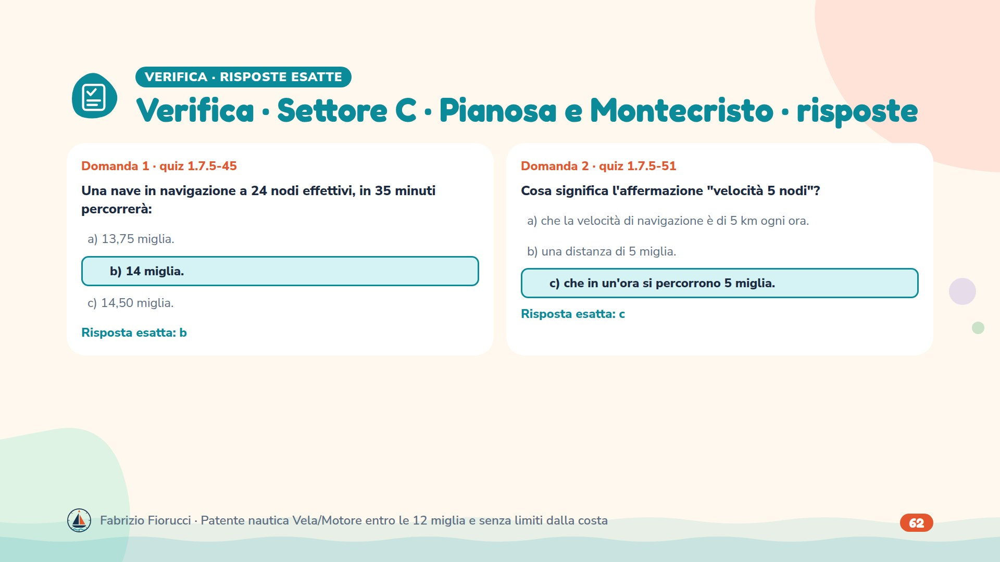 VERIFICA · RISPOSTE ESATTE
Verifica · Settore C · Pianosa e Montecristo · risposte
Domanda 1 · quiz 1.7.5-45
Una nave in navigazione a 24 nodi effettivi, in 35 minuti
percorrerà:
a) 13,75 miglia.
b) 14 miglia.
c) 14,50 miglia.
Risposta esatta: b
Domanda 2 · quiz 1.7.5-51
Cosa significa l'affermazione "velocità 5 nodi"?
a) che la velocità di navigazione è di 5 km ogni ora.
b) una distanza di 5 miglia.
c) che in un'ora si percorrono 5 miglia.
Risposta esatta: c
Fabrizio Fiorucci · Patente nautica Vela/Motore entro le 12 miglia e senza limiti dalla costa
62